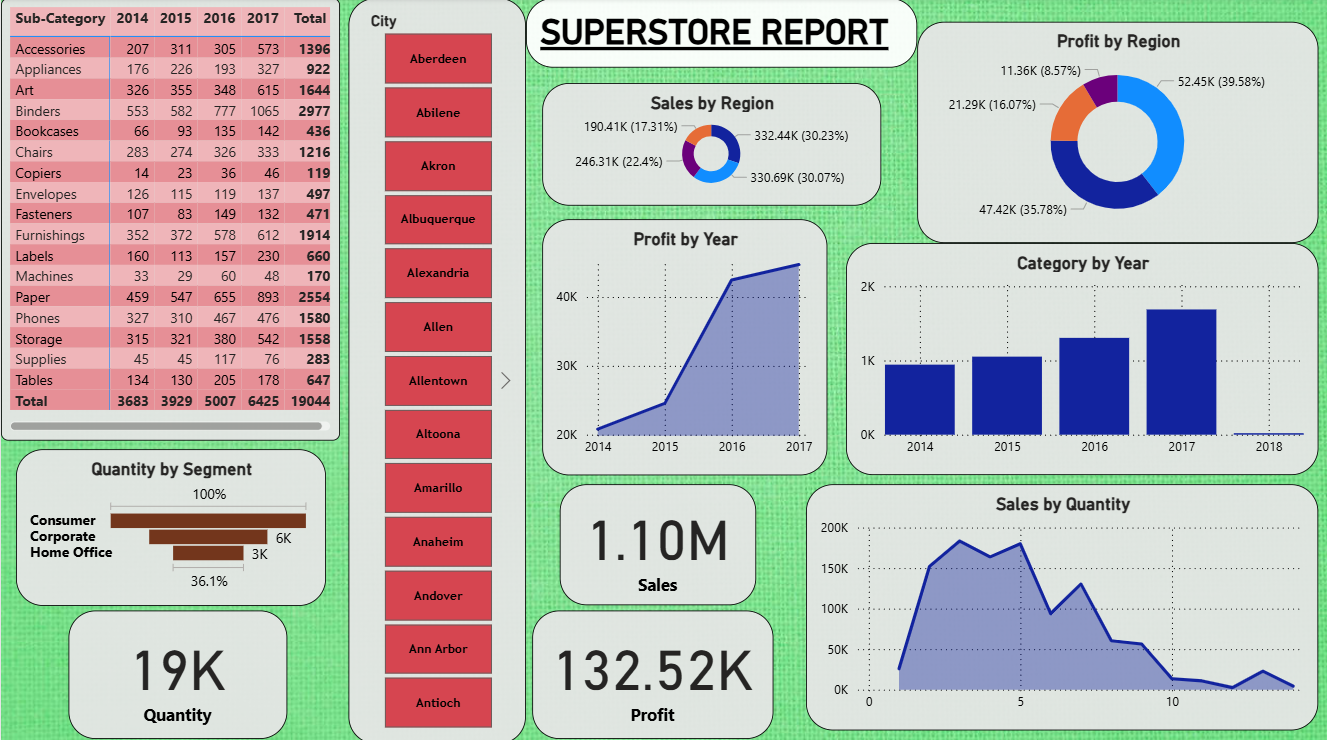 Sub-Category 2014 2015 2016 2017 Total
Accessories 207 311 305 573 1396
Appliances 176 226 193 327 922
Art 326 355 348 615 1644
Binders 553 582 777 1065 2977
Bookcases 66 93 135 142 436
Chairs 283 274 326 333 1216
Copiers 14 23 36 46 119
Envelopes 126 115 119 137 497
Fasteners 107 83 149 132 471
Furnishings 352 372 578 612 1914
Labels 160 113 157 230 660
Machines 33 29 60 48 170
Paper 459 547 655 893 2554
Phones 327 310 467 476 1580
Storage 315 321 380 542 1558
Supplies 45 45 117 76 283
Tables 134 130 205 178 647
Total 3683 3929 5007 6425 19044
Quantity by Segment
100%
Consumer
Corporate 6K
Home Office 3K
36.1%
19K
Quantity
City
Aberdeen
Abilene
Akron
Albuquerque
Alexandria
Allen
Allentown
Altoona
Amarillo
Anaheim
Andover
Ann Arbor
Antioch
SUPERSTORE REPORT
Sales by Region
190.41K (17.31%)
332.44K (30.23%)
246.31K (22.4%)
330.69K (30.07%)
Profit by Region
11.36K (8.57%)
52.45K (39.58%)
21.29K (16.07%)
47.42K (35.78%)
Profit by Year
40K
30K
20K
2014 2015 2016 2017
Category by Year
2K
1K
0K
2014 2015 2016 2017 2018
1.10M
Sales
132.52K
Profit
Sales by Quantity
200K
150K
100K
50K
0K
0 5 10